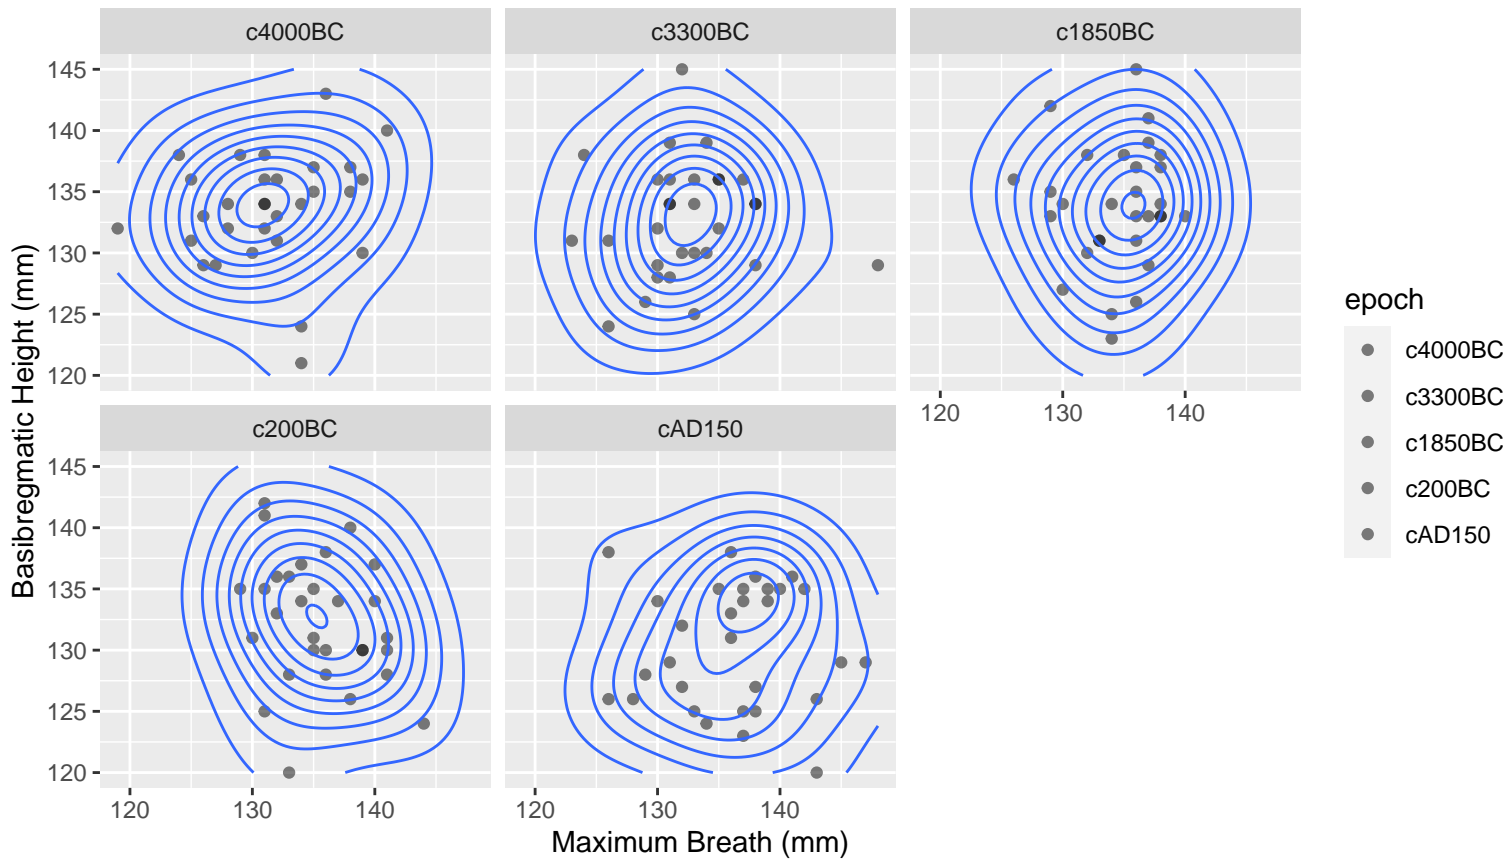 c4000BC c3300BC c1850BC
145
140
135
130
125
120
120 130 140
c200BC cAD150
145
140
135
130
125
120
120 130 140 120 130 140
Basibregmatic Height (mm)
Maximum Breath (mm)
epoch
c4000BC
c3300BC
c1850BC
c200BC
cAD150